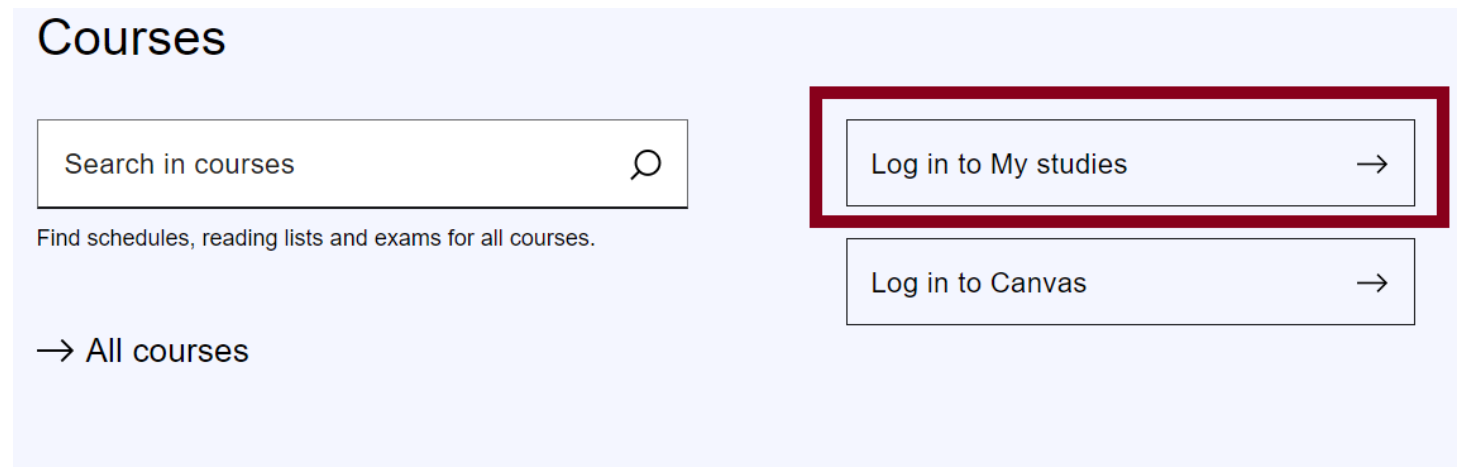 Courses
Search in courses
Find schedules, reading lists and exams for all courses.
All courses
Log in to My studies
Log in to Canvas